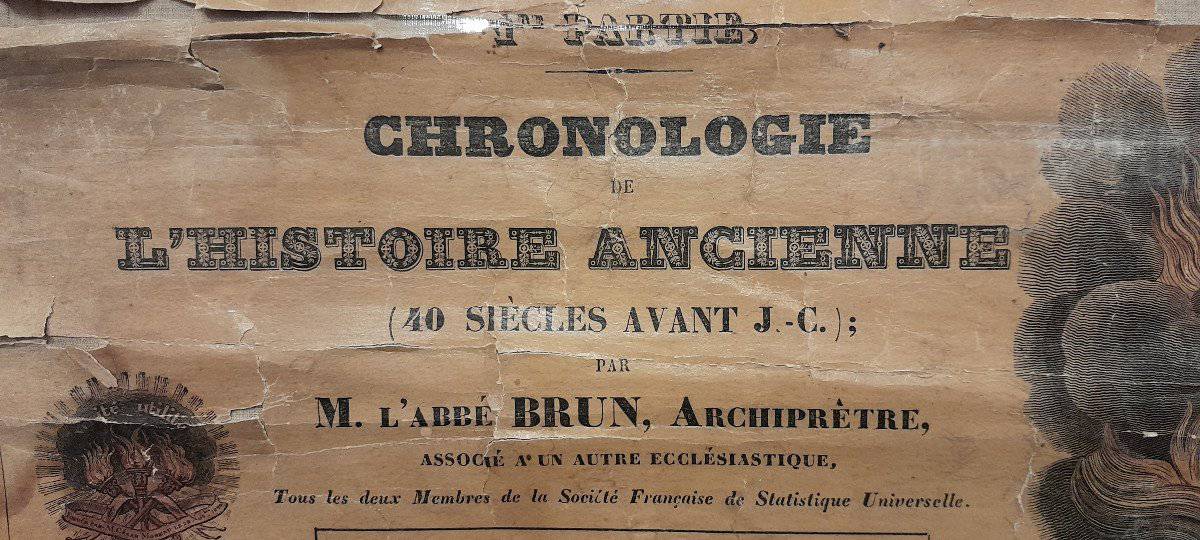 1re PARTIE,
CHRONOLOGIE
DE
L'HISTOIRE ANCIENNE
(40 SIÈCLES AVANT J.-C.);
PAR
M. L'ABBÉ BRUN, ARCHIPRÊTRE,
ASSOCIÉ A UN AUTRE ECCLÉSIASTIQUE,
Tous les deux Membres de la Société Française de Statistique Universelle.